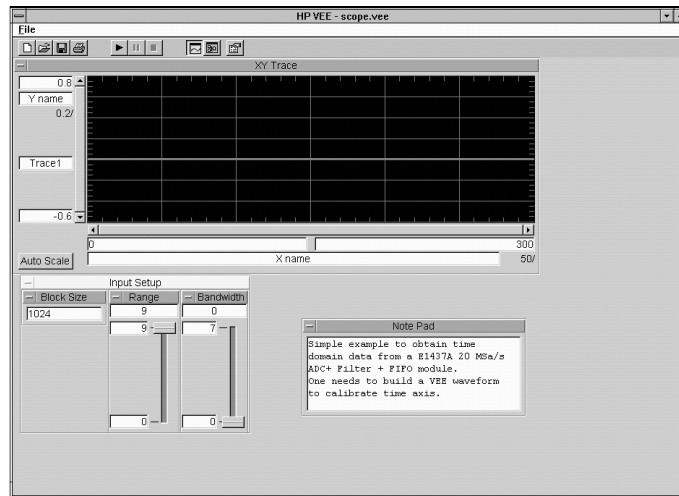 HP VEE - scope.vee
File
XY Trace
0.8
Y name
0.2/
Trace1
-0.6
0 300
Auto Scale X name 50/
Input Setup
Block Size Range Bandwidth
1024 9 0
9 7
0 0
Note Pad
Simple example to obtain time
domain data from a E1437A 20 MSa/s
ADC+ Filter + FIFO module.
One needs to build a VEE waveform
to calibrate time axis.